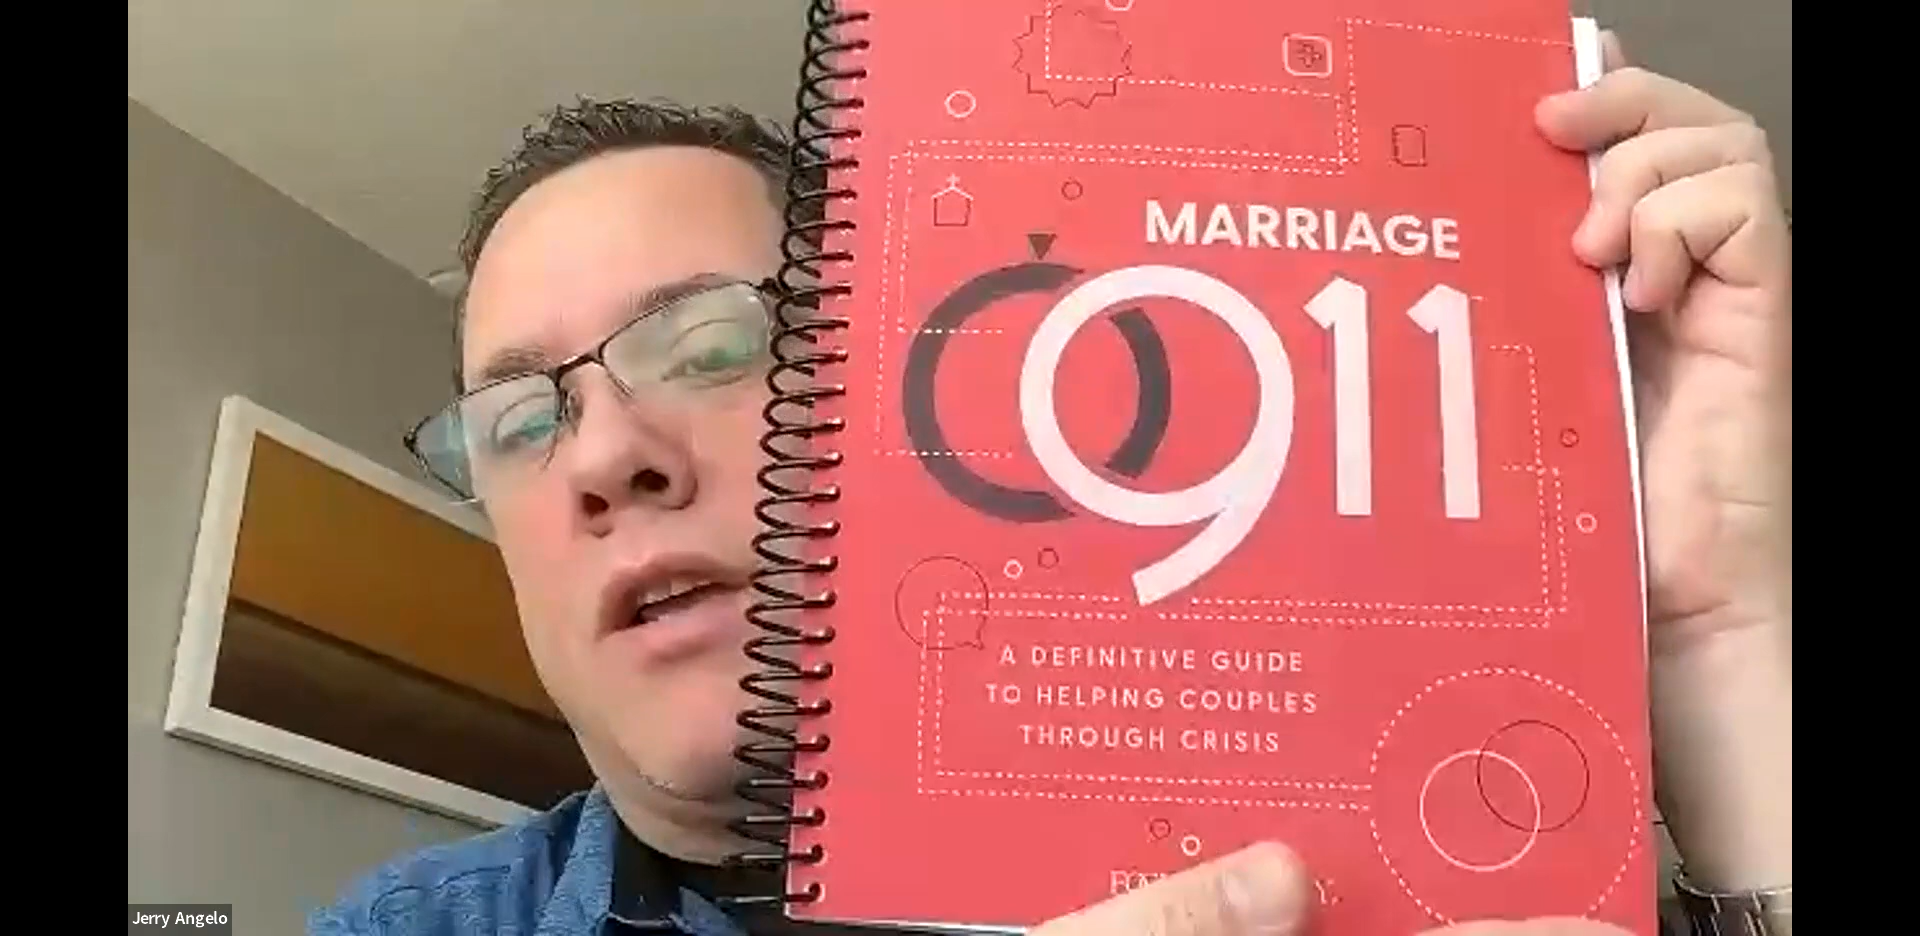 MARRIAGE
911
A DEFINITIVE GUIDE
TO HELPING COUPLES
THROUGH CRISIS
Jerry Angelo